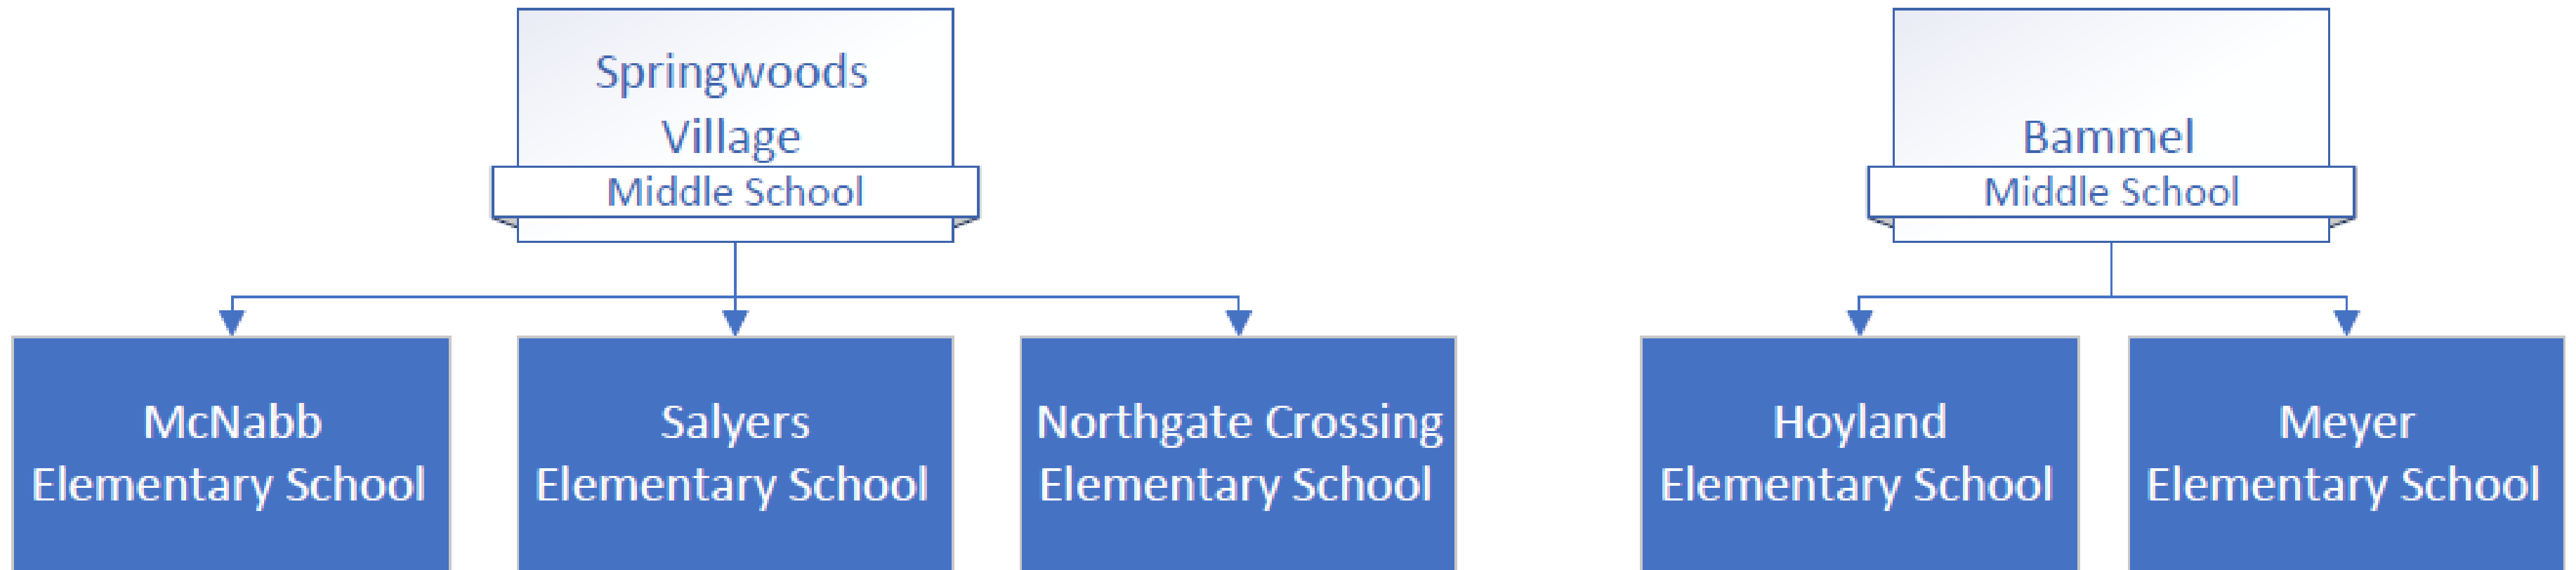 Springwoods
Village
Middle School
Bammel
Middle School
McNabb
Elementary School
Salyers
Elementary School
Northgate Crossing
Elementary School
Hoyland
Elementary School
Meyer
Elementary School